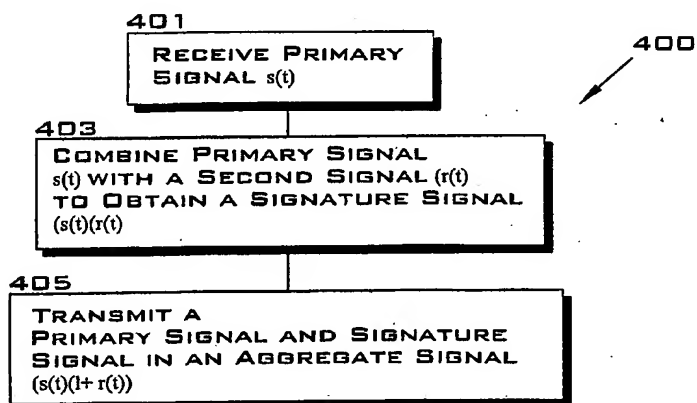 401
RECEIVE PRIMARY
SIGNAL s(t)
400
403
COMBINE PRIMARY SIGNAL
s(t) WITH A SECOND SIGNAL (r(t)
TO OBTAIN A SIGNATURE SIGNAL
(s(t)(r(t)
405
TRANSMIT A
PRIMARY SIGNAL AND SIGNATURE
SIGNAL IN AN AGGREGATE SIGNAL
(s(t)(1+ r(t))